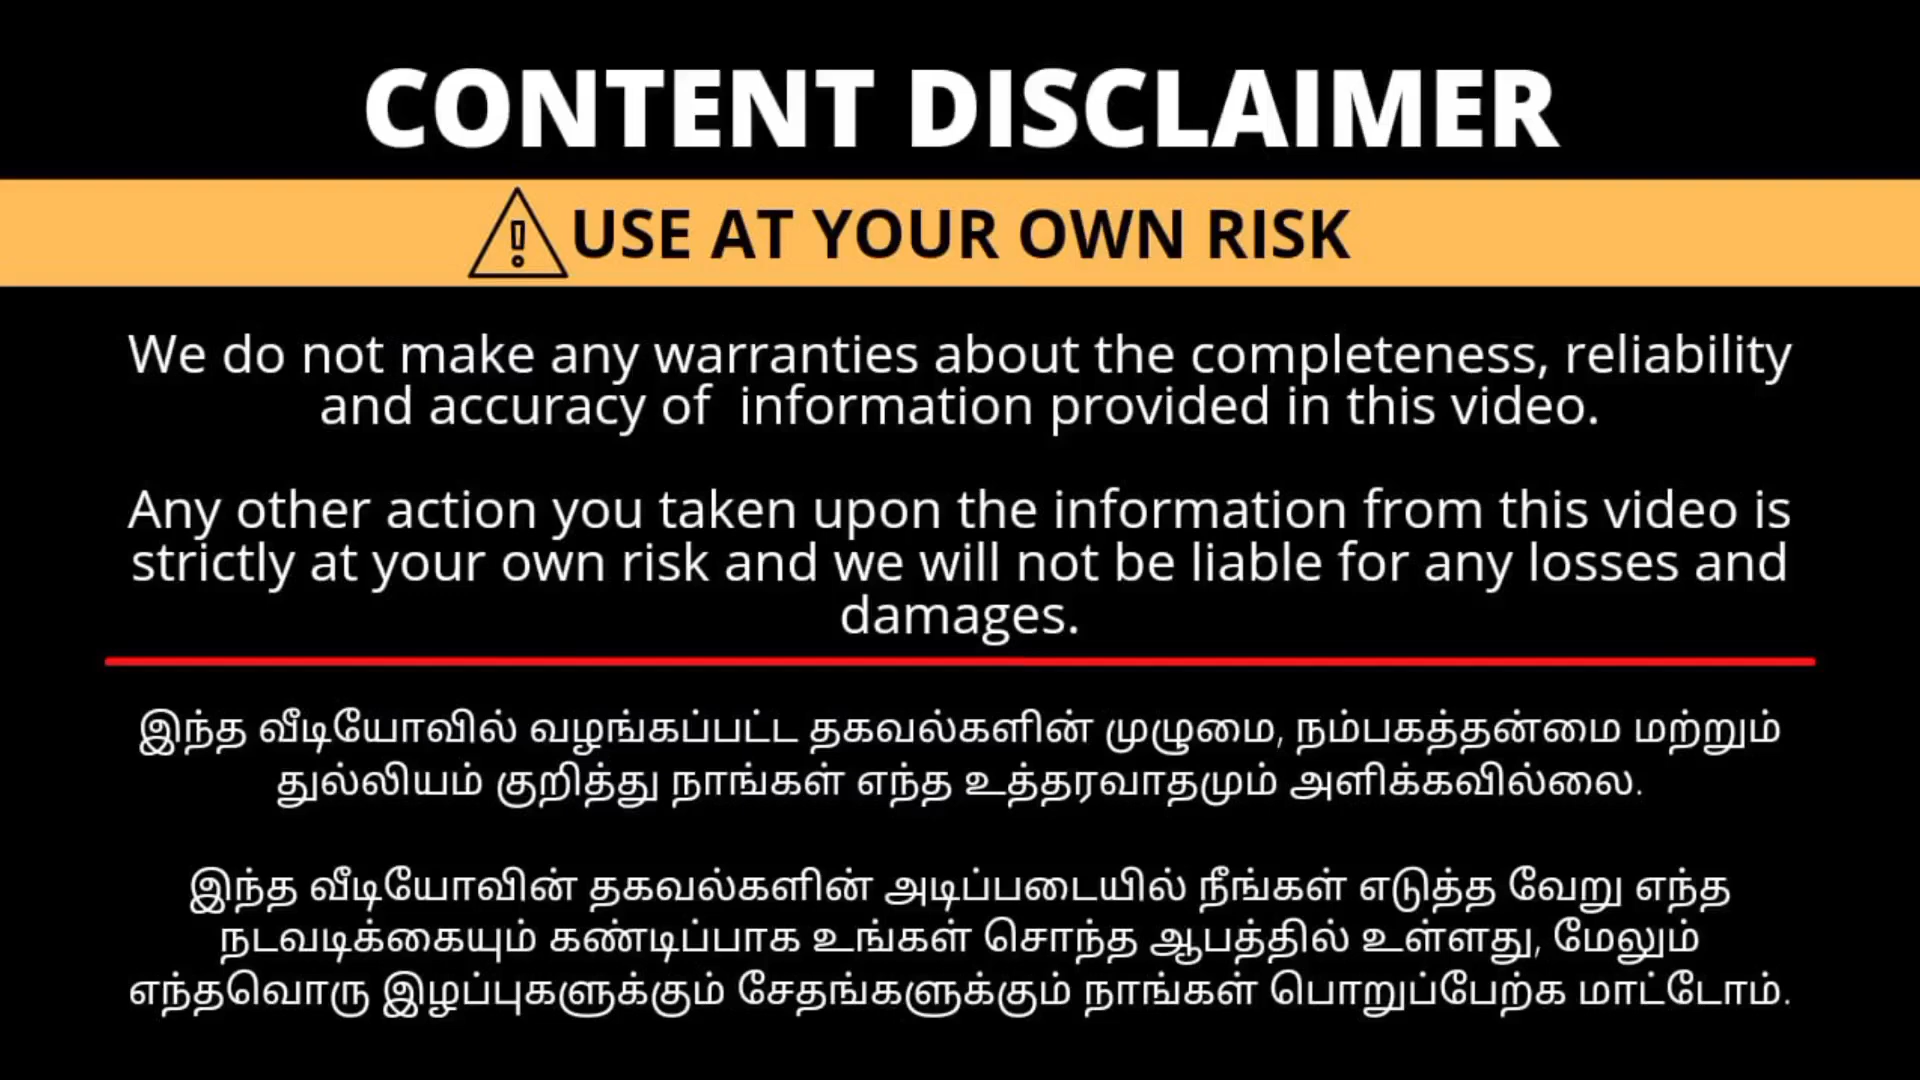 CONTENT DISCLAIMER
USE AT YOUR OWN RISK
We do not make any warranties about the completeness, reliability
and accuracy of  information provided in this video.
Any other action you taken upon the information from this video is
strictly at your own risk and we will not be liable for any losses and
damages.
இந்த வீடியோவில் வழங்கப்பட்ட தகவல்களின் முழுமை, நம்பகத்தன்மை மற்றும்
துல்லியம் குறித்து நாங்கள் எந்த உத்தரவாதமும் அளிக்கவில்லை.
இந்த வீடியோவின் தகவல்களின் அடிப்படையில் நீங்கள் எடுத்த வேறு எந்த
நடவடிக்கையும் கண்டிப்பாக உங்கள் சொந்த ஆபத்தில் உள்ளது, மேலும்
எந்தவொரு இழப்புகளுக்கும் சேதங்களுக்கும் நாங்கள் பொறுப்பேற்க மாட்டோம்.